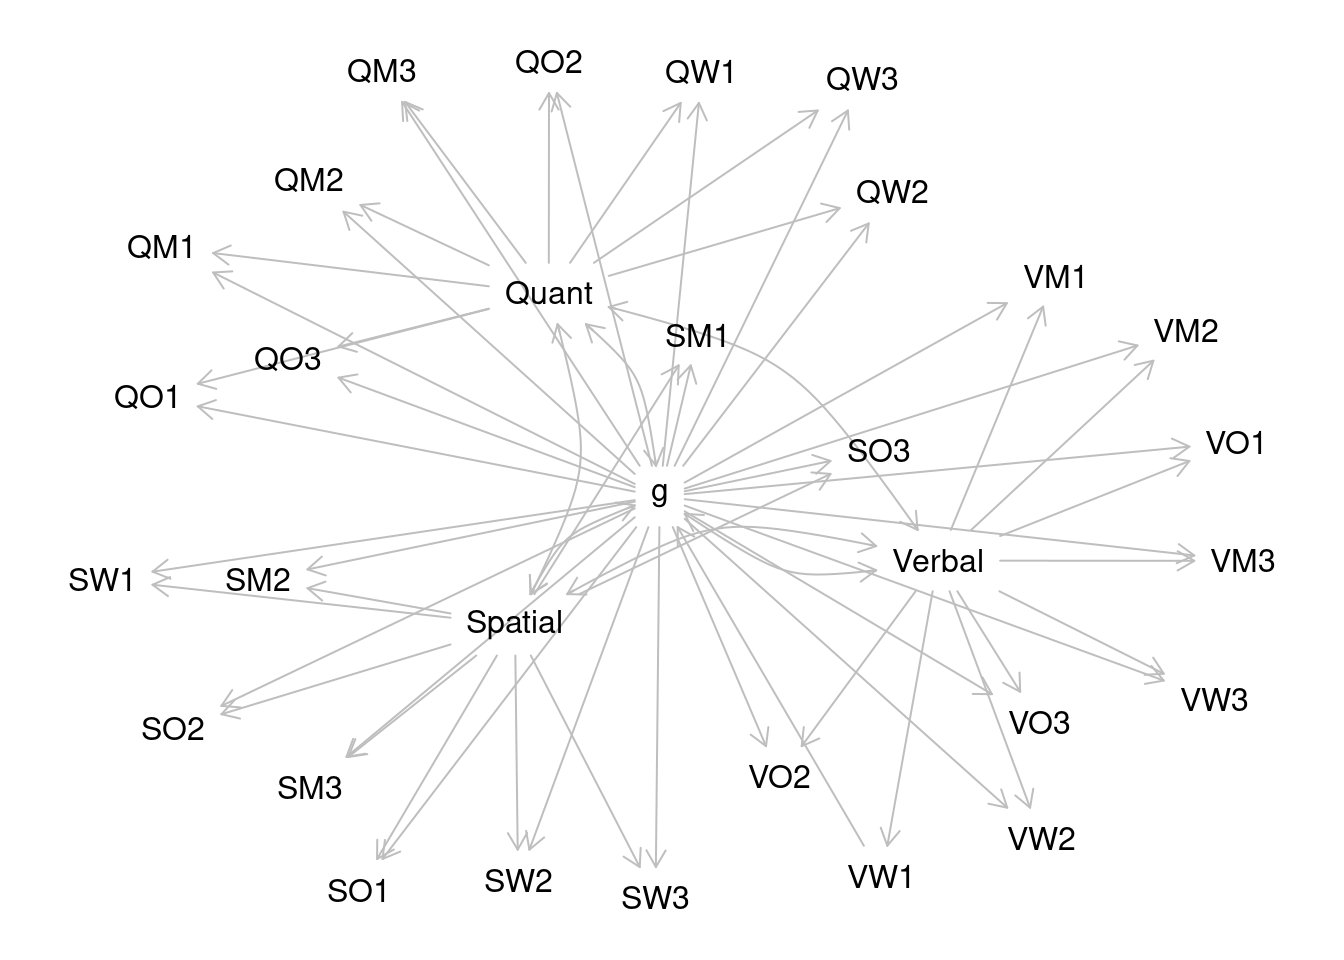 QM3
QO2
QW1
QW3
QM2
QW2
QM1
VM1
Quant
VM2
SM1
QO3
QO1
VO1
SO3
g
Verbal
VM3
SW1
SM2
Spatial
VW3
VO3
SO2
VO2
SM3
VW2
VW1
SW2
SO1
SW3